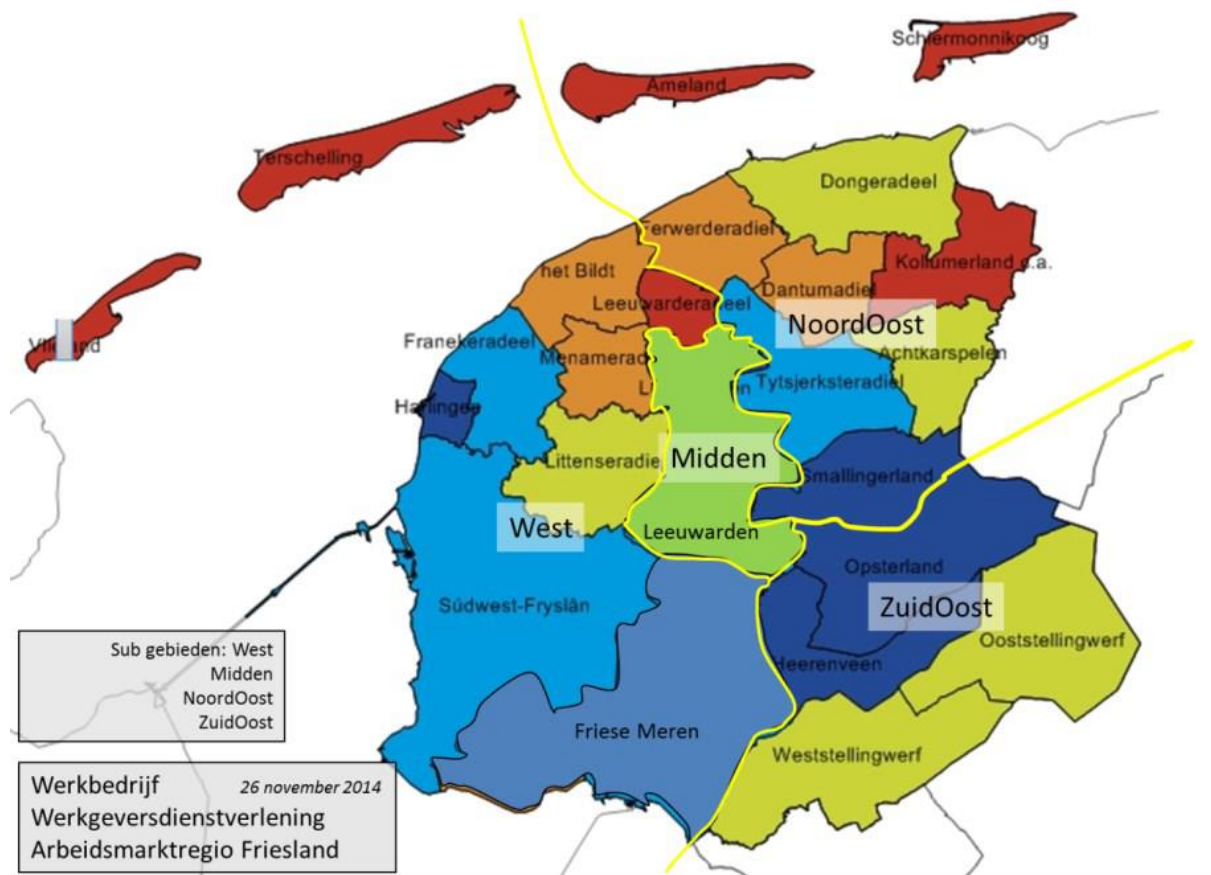 Schiermonnikoog
Ameland
Terschelling
Dongeradeel
Ferwerderadiel
Kollumerland c.a.
het Bildt
Dantumadiel
Leeuwarderadeel
NoordOost
Franekeradeel
Achtkarspelen
Menamerad
Tytsjerksteradiel
Littenseradie
Midden
Smallingerland
West
Leeuwarden
Opsterland
Súdwest-Fryslân
ZuidOost
Ooststellingwerf
Heerenveen
Friese Meren
Weststellingwerf
Sub gebieden: West
Midden
NoordOost
ZuidOost
Werkbedrijf 26 november 2014
Werkgeversdienstverlening
Arbeidsmarktregio Friesland